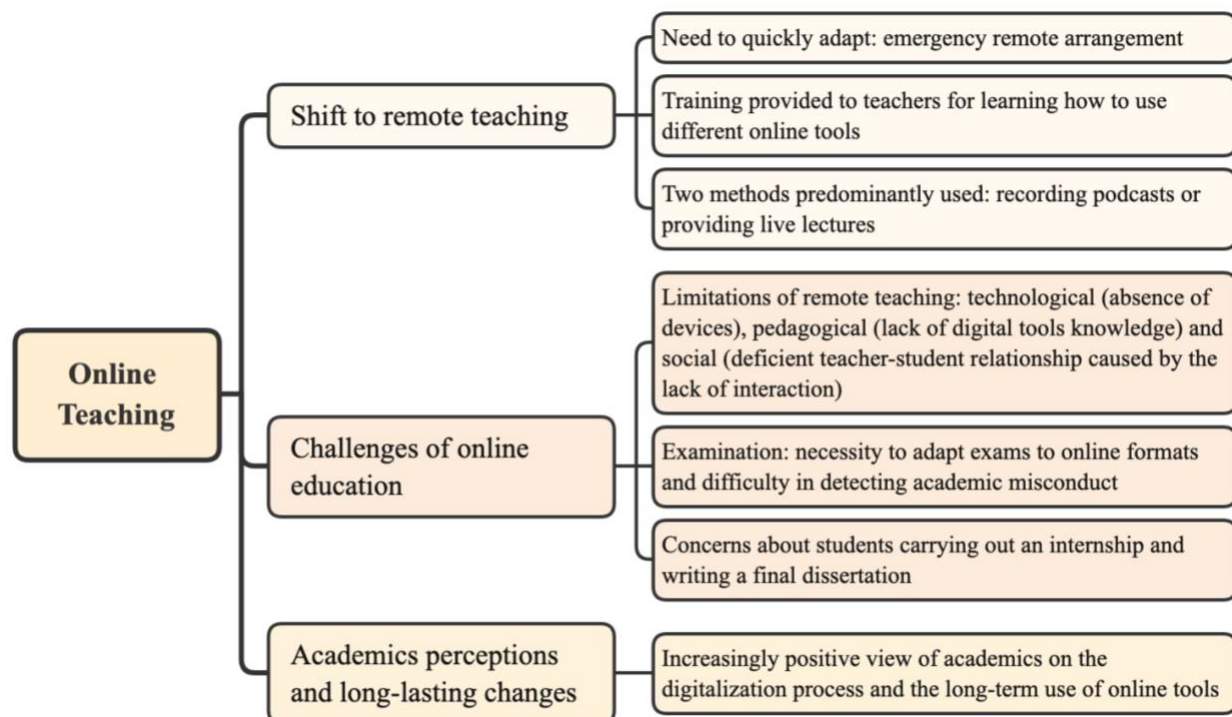 Online
Teaching
Shift to remote teaching
Need to quickly adapt: emergency remote arrangement
Training provided to teachers for learning how to use
different online tools
Two methods predominantly used: recording podcasts or
providing live lectures
Challenges of online
education
Limitations of remote teaching: technological (absence of
devices), pedagogical (lack of digital tools knowledge) and
social (deficient teacher-student relationship caused by the
lack of interaction)
Examination: necessity to adapt exams to online formats
and difficulty in detecting academic misconduct
Concerns about students carrying out an internship and
writing a final dissertation
Academics perceptions
and long-lasting changes
Increasingly positive view of academics on the
digitalization process and the long-term use of online tools